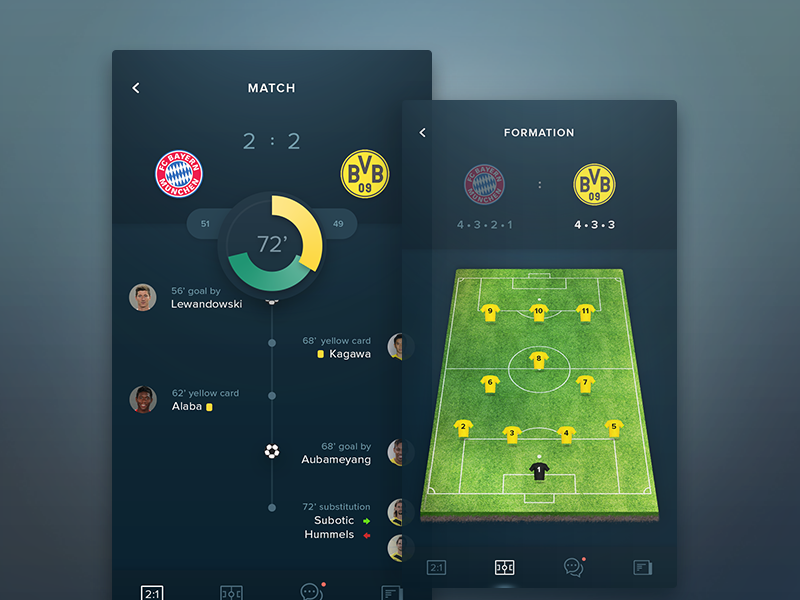 MATCH
2 : 2
FC BAYERN
MÜNCHEN
BVB
09
51
72’
49
56’ goal by
Lewandowski
68’ yellow card
Kagawa
62’ yellow card
Alaba
68’ goal by
Aubameyang
72’ substitution
Subotic
Hummels
2:1
FORMATION
FC BAYERN
MÜNCHEN
:
BVB
09
4•3•2•1
4•3•3
9
10
11
8
6
7
2
3
4
5
1
2:1